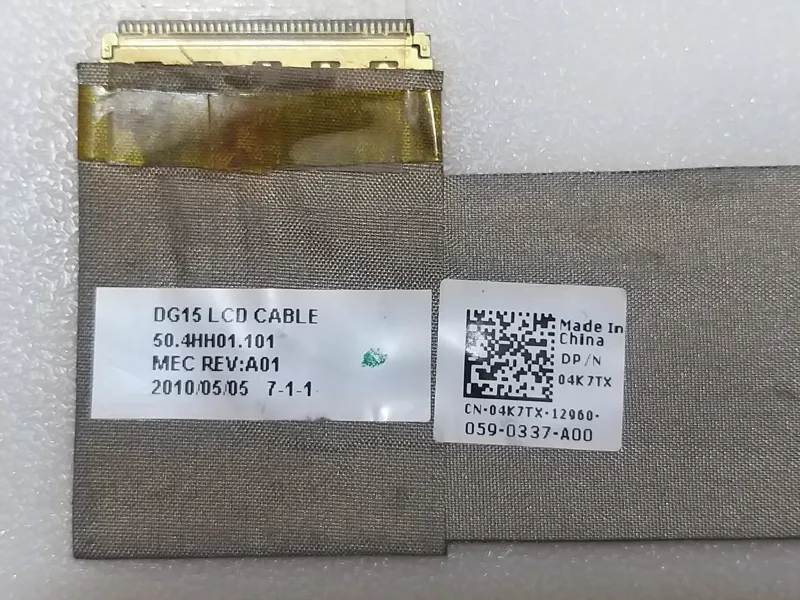 DG15 LCD CABLE
50.4HH01.101
MEC REV:A01
2010/05/05 7-1-1
Made In
China
DP/N
04K7TX
CN-04K7TX-12960-
059-0337-A00